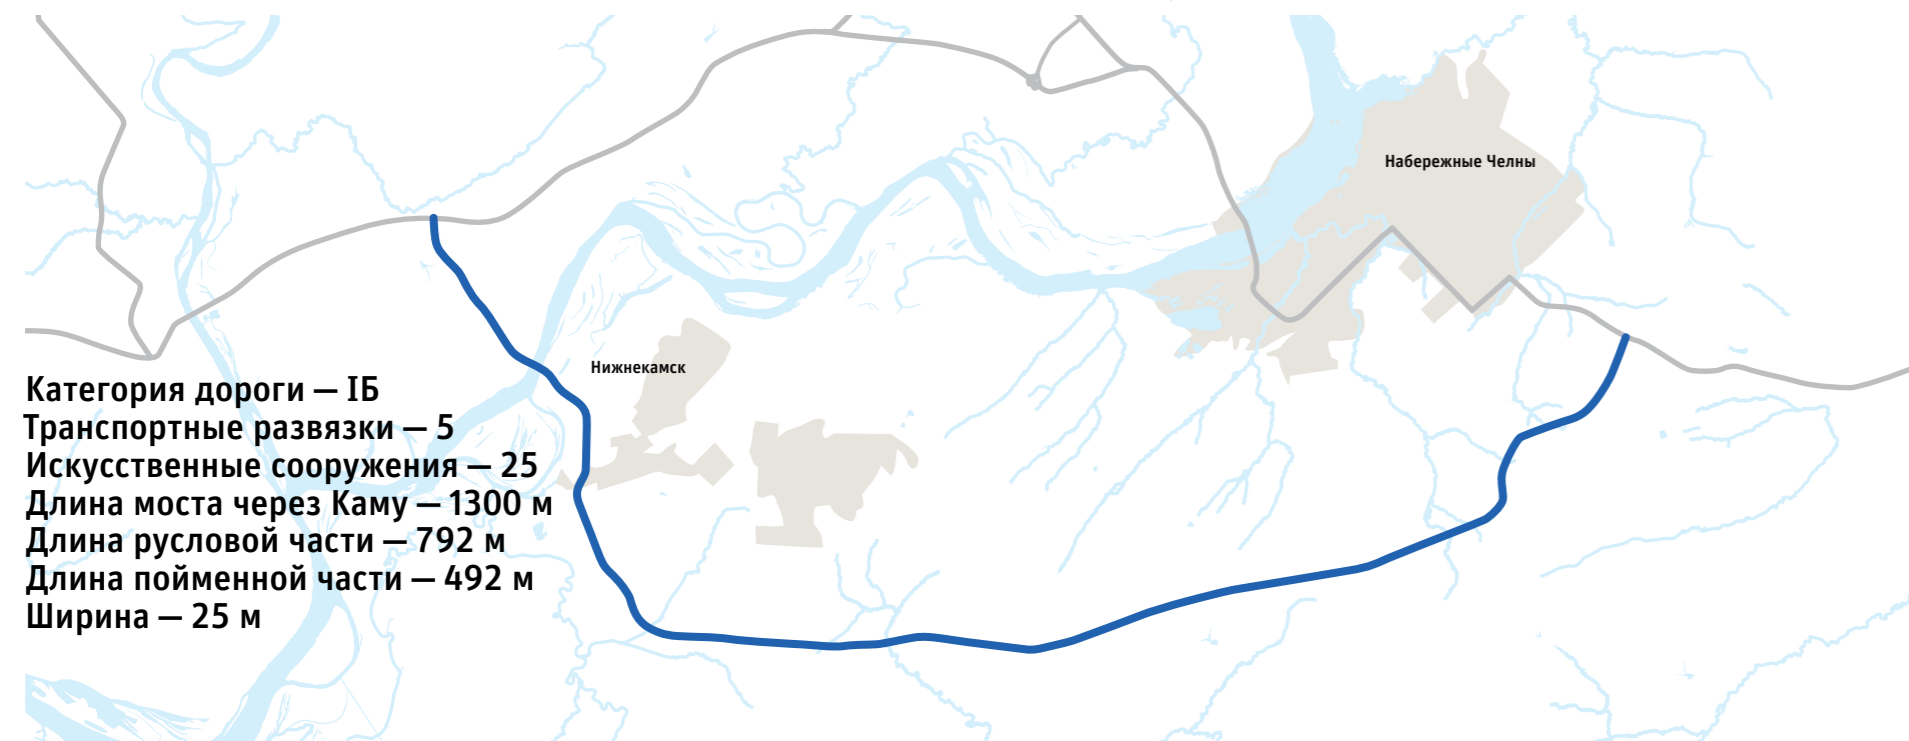 Набережные Челны
Нижнекамск
Категория дороги — IБ
Транспортные развязки — 5
Искусственные сооружения — 25
Длина моста через Каму — 1300 м
Длина русловой части — 792 м
Длина пойменной части — 492 м
Ширина — 25 м